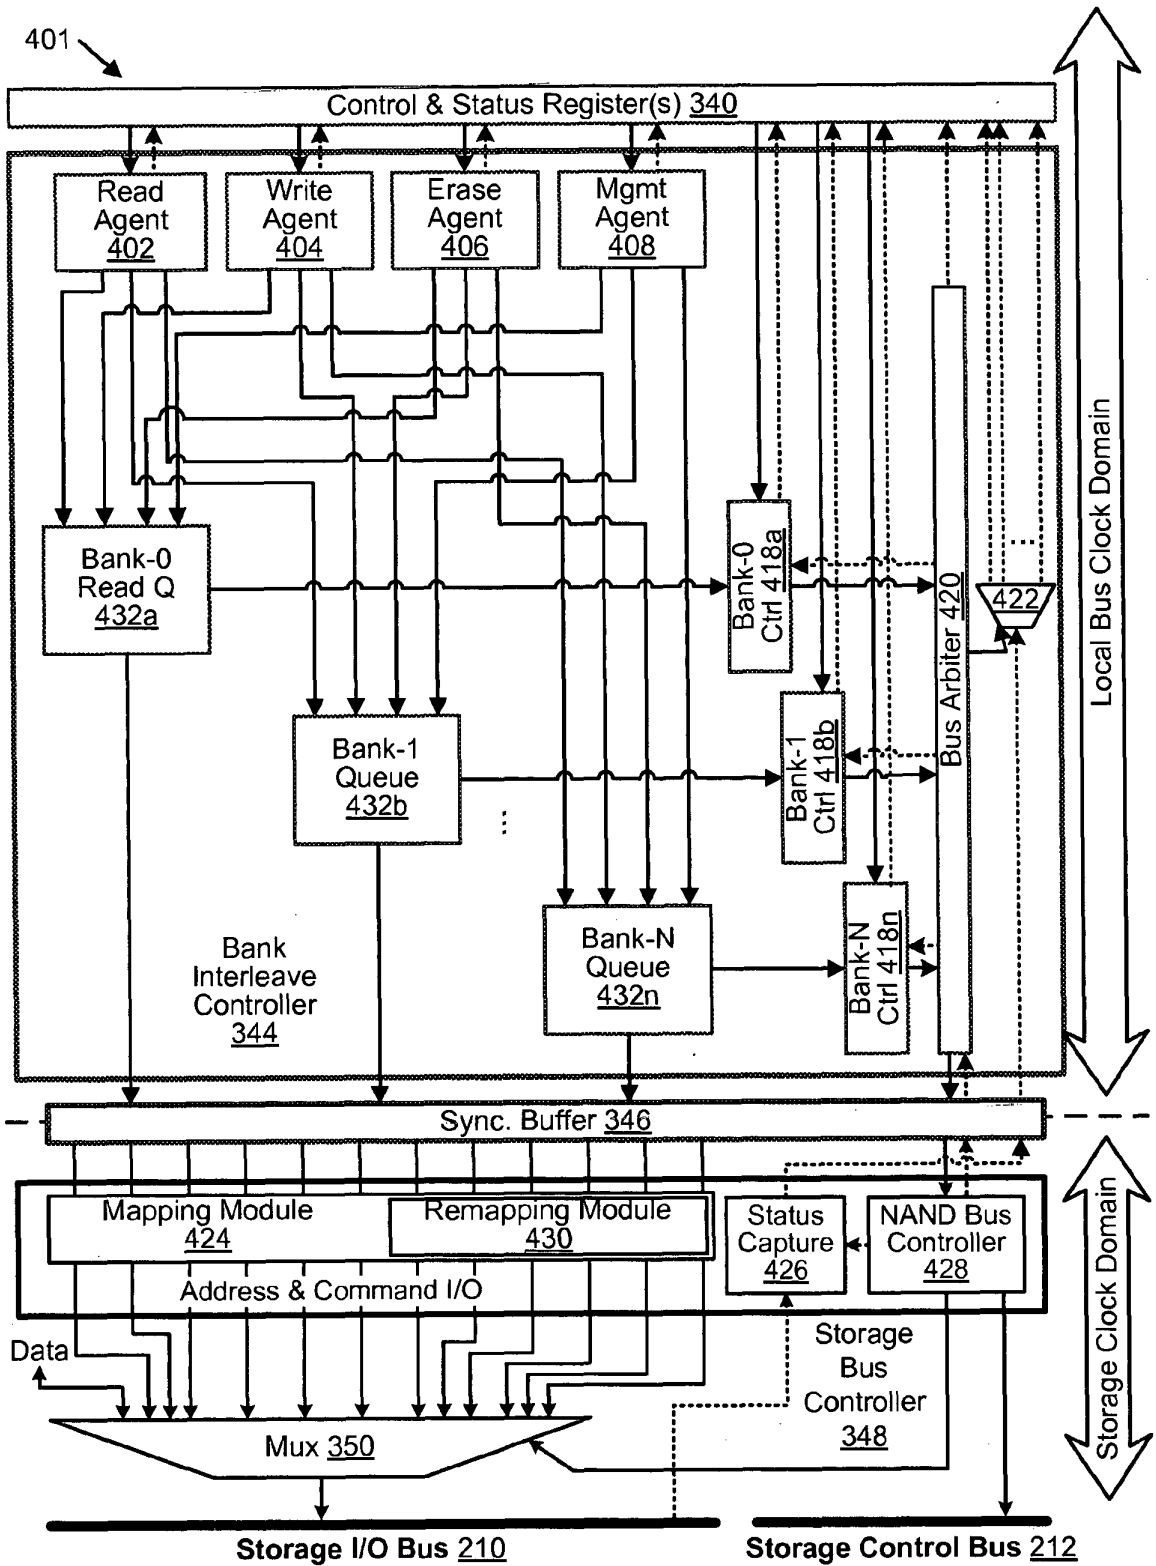 401
Control & Status Register(s) 340
Read
Agent
402
Write
Agent
404
Erase
Agent
406
Mgmt
Agent
408
Bank-0
Read Q
432a
Bank-0
Ctrl 418a
Bus Arbiter 420
...
422
Local Bus Clock Domain
Bank-1
Queue
432b
...
Bank-1
Ctrl 418b
Bank-N
Queue
432n
Bank-N
Ctrl 418n
Bank
Interleave
Controller
344
Sync. Buffer 346
Mapping Module
424
Remapping Module
430
Status
Capture
426
NAND Bus
Controller
428
Address & Command I/O
Storage
Bus
Controller
348
Storage Clock Domain
Data
Mux 350
Storage I/O Bus 210
Storage Control Bus 212